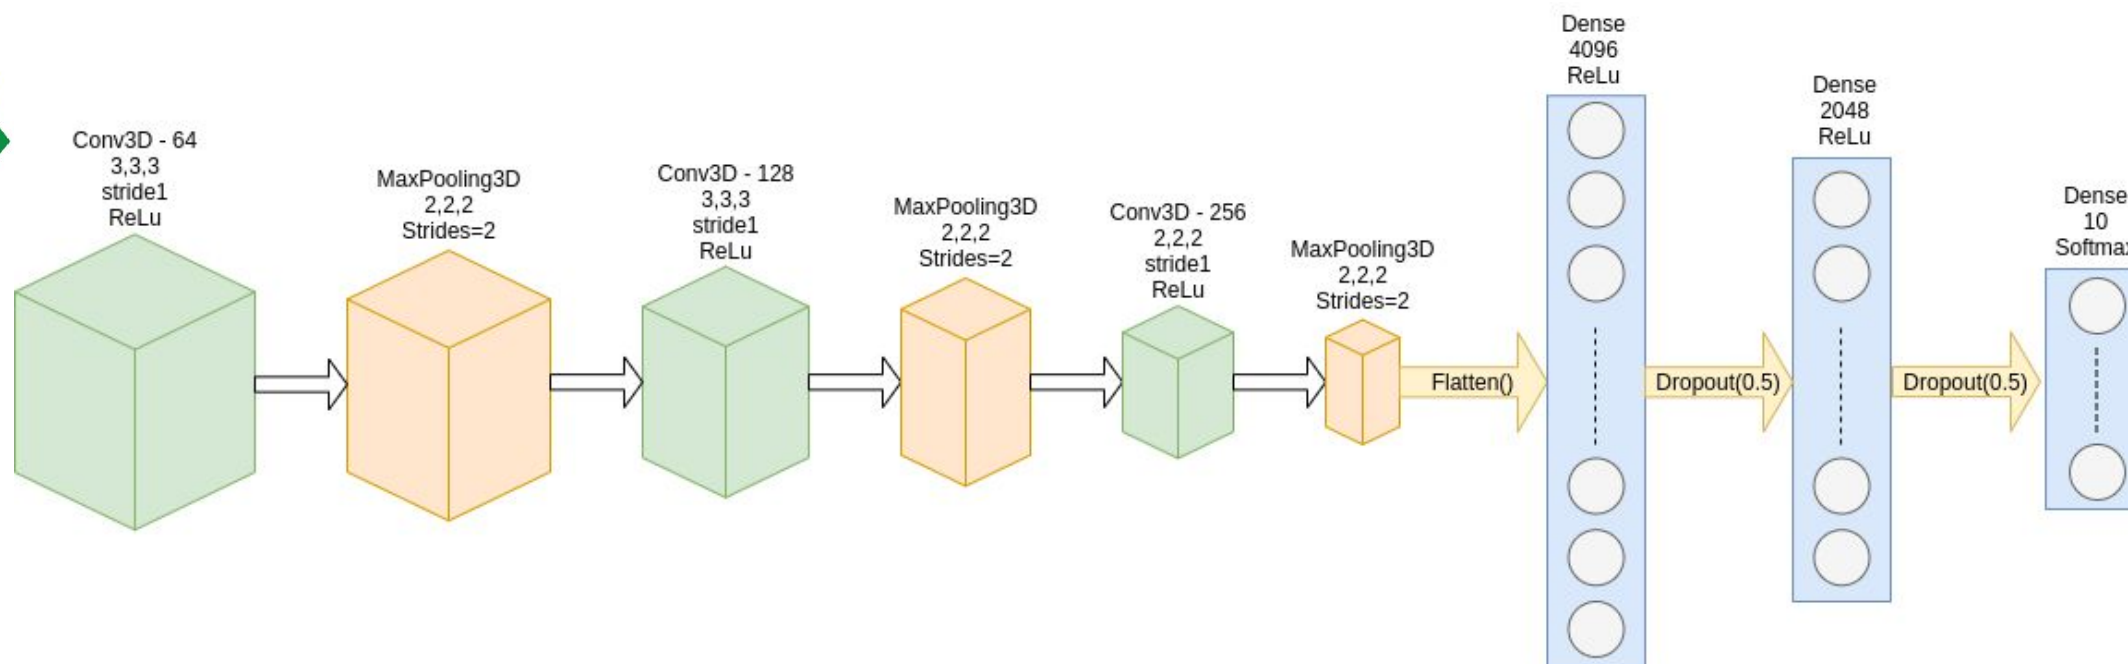 Conv3D - 64
3,3,3
stride1
ReLu
MaxPooling3D
2,2,2
Strides=2
Conv3D - 128
3,3,3
stride1
ReLu
MaxPooling3D
2,2,2
Strides=2
Conv3D - 256
2,2,2
stride1
ReLu
MaxPooling3D
2,2,2
Strides=2
Flatten()
Dense
4096
ReLu
Dropout(0.5)
Dense
2048
ReLu
Dropout(0.5)
Dense
10
Softmax